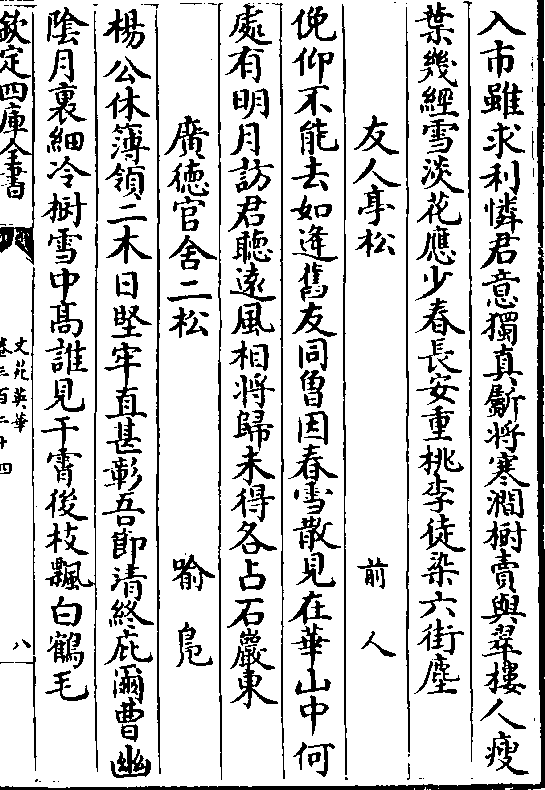 入市雖求利憐君意獨真斸將寒澗樹賣與翠樓人瘦
葉幾經雪淡花應少春長安重桃李徒染六街塵
友人亭松　前人
俛仰不能去如逢舊友同曾因春雪散見在華山中何
處有明月訪君聽遠風相將歸未得各占石巖東
廣德官舍二松　喻鳧
楊公休簿領二木日堅牢直甚彰吾節清終庇爾曹幽
陰月裏細冷樹雪中髙誰見干霄後枝飄白鶴毛
欽定四庫全書
文苑英華
卷三百二十四
八